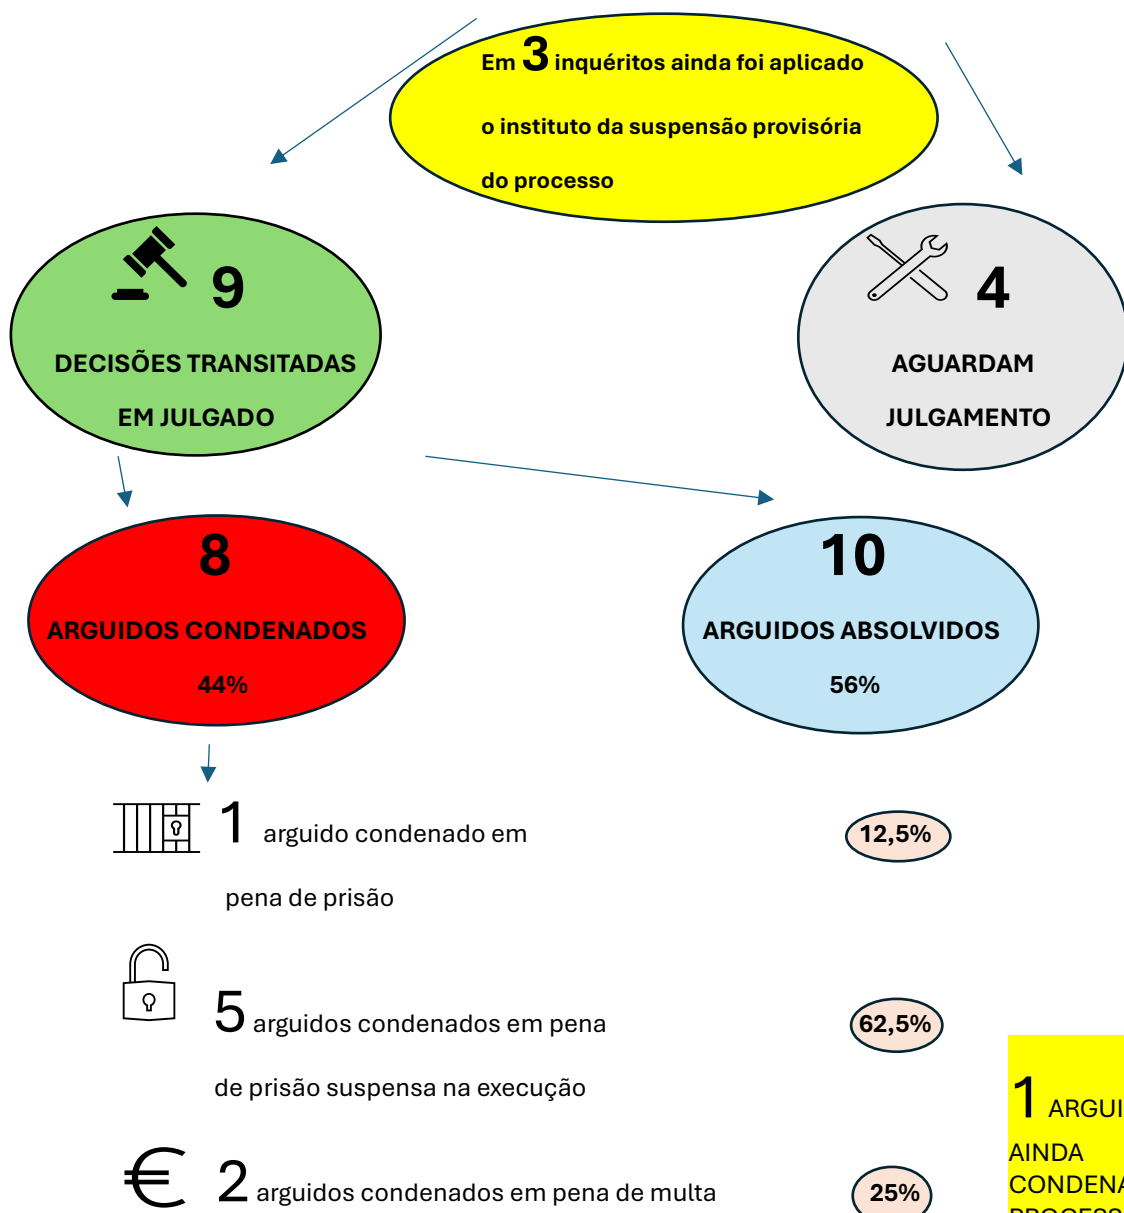 Em 3 inquéritos ainda foi aplicado
o instituto da suspensão provisória
do processo
9
DECISÕES TRANSITADAS
EM JULGADO
4
AGUARDAM
JULGAMENTO
8
ARGUIDOS CONDENADOS
44%
10
ARGUIDOS ABSOLVIDOS
56%
1 arguido condenado em
pena de prisão
12,5%
5 arguidos condenados em pena
de prisão suspensa na execução
62,5%
2 arguidos condenados em pena de multa
25%
1 ARGUI
AINDA
CONDENA